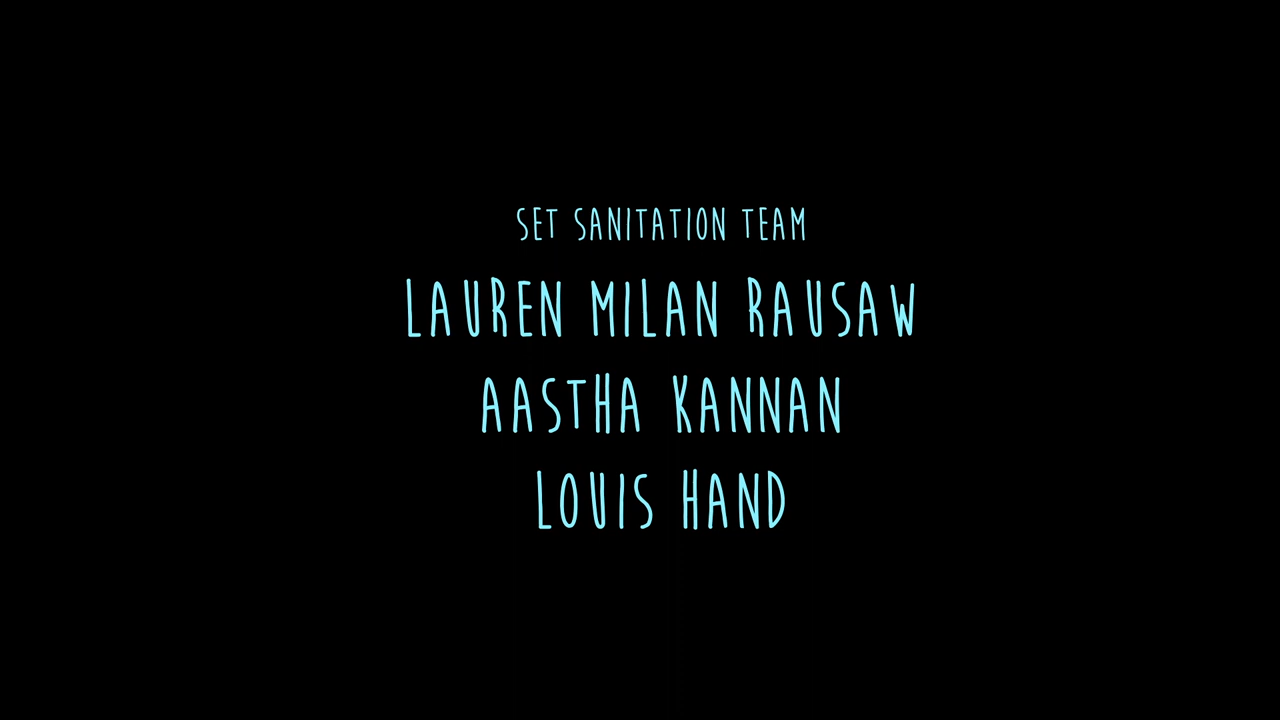 SET SANITATION TEAM
LAUREN MILAN RAUSAW
AASTHA KANNAN
LOUIS HAND